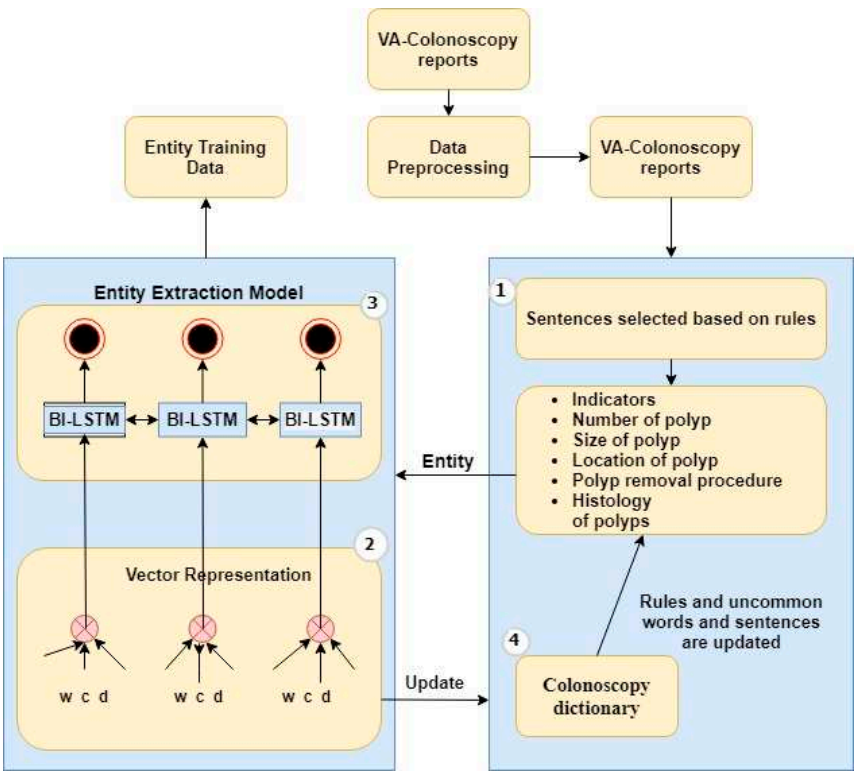 VA-Colonoscopy
reports
Entity Training
Data
Data
Preprocessing
VA-Colonoscopy
reports
Entity Extraction Model
3
BI-LSTM
BI-LSTM
BI-LSTM
2
Vector Representation
w c d
w c d
w c d
Entity
Update
1
Sentences selected based on rules
• Indicators
• Number of polyp
• Size of polyp
• Location of polyp
• Polyp removal procedure
• Histology
of polyps
Rules and uncommon
words and sentences
are updated
4
Colonoscopy
dictionary